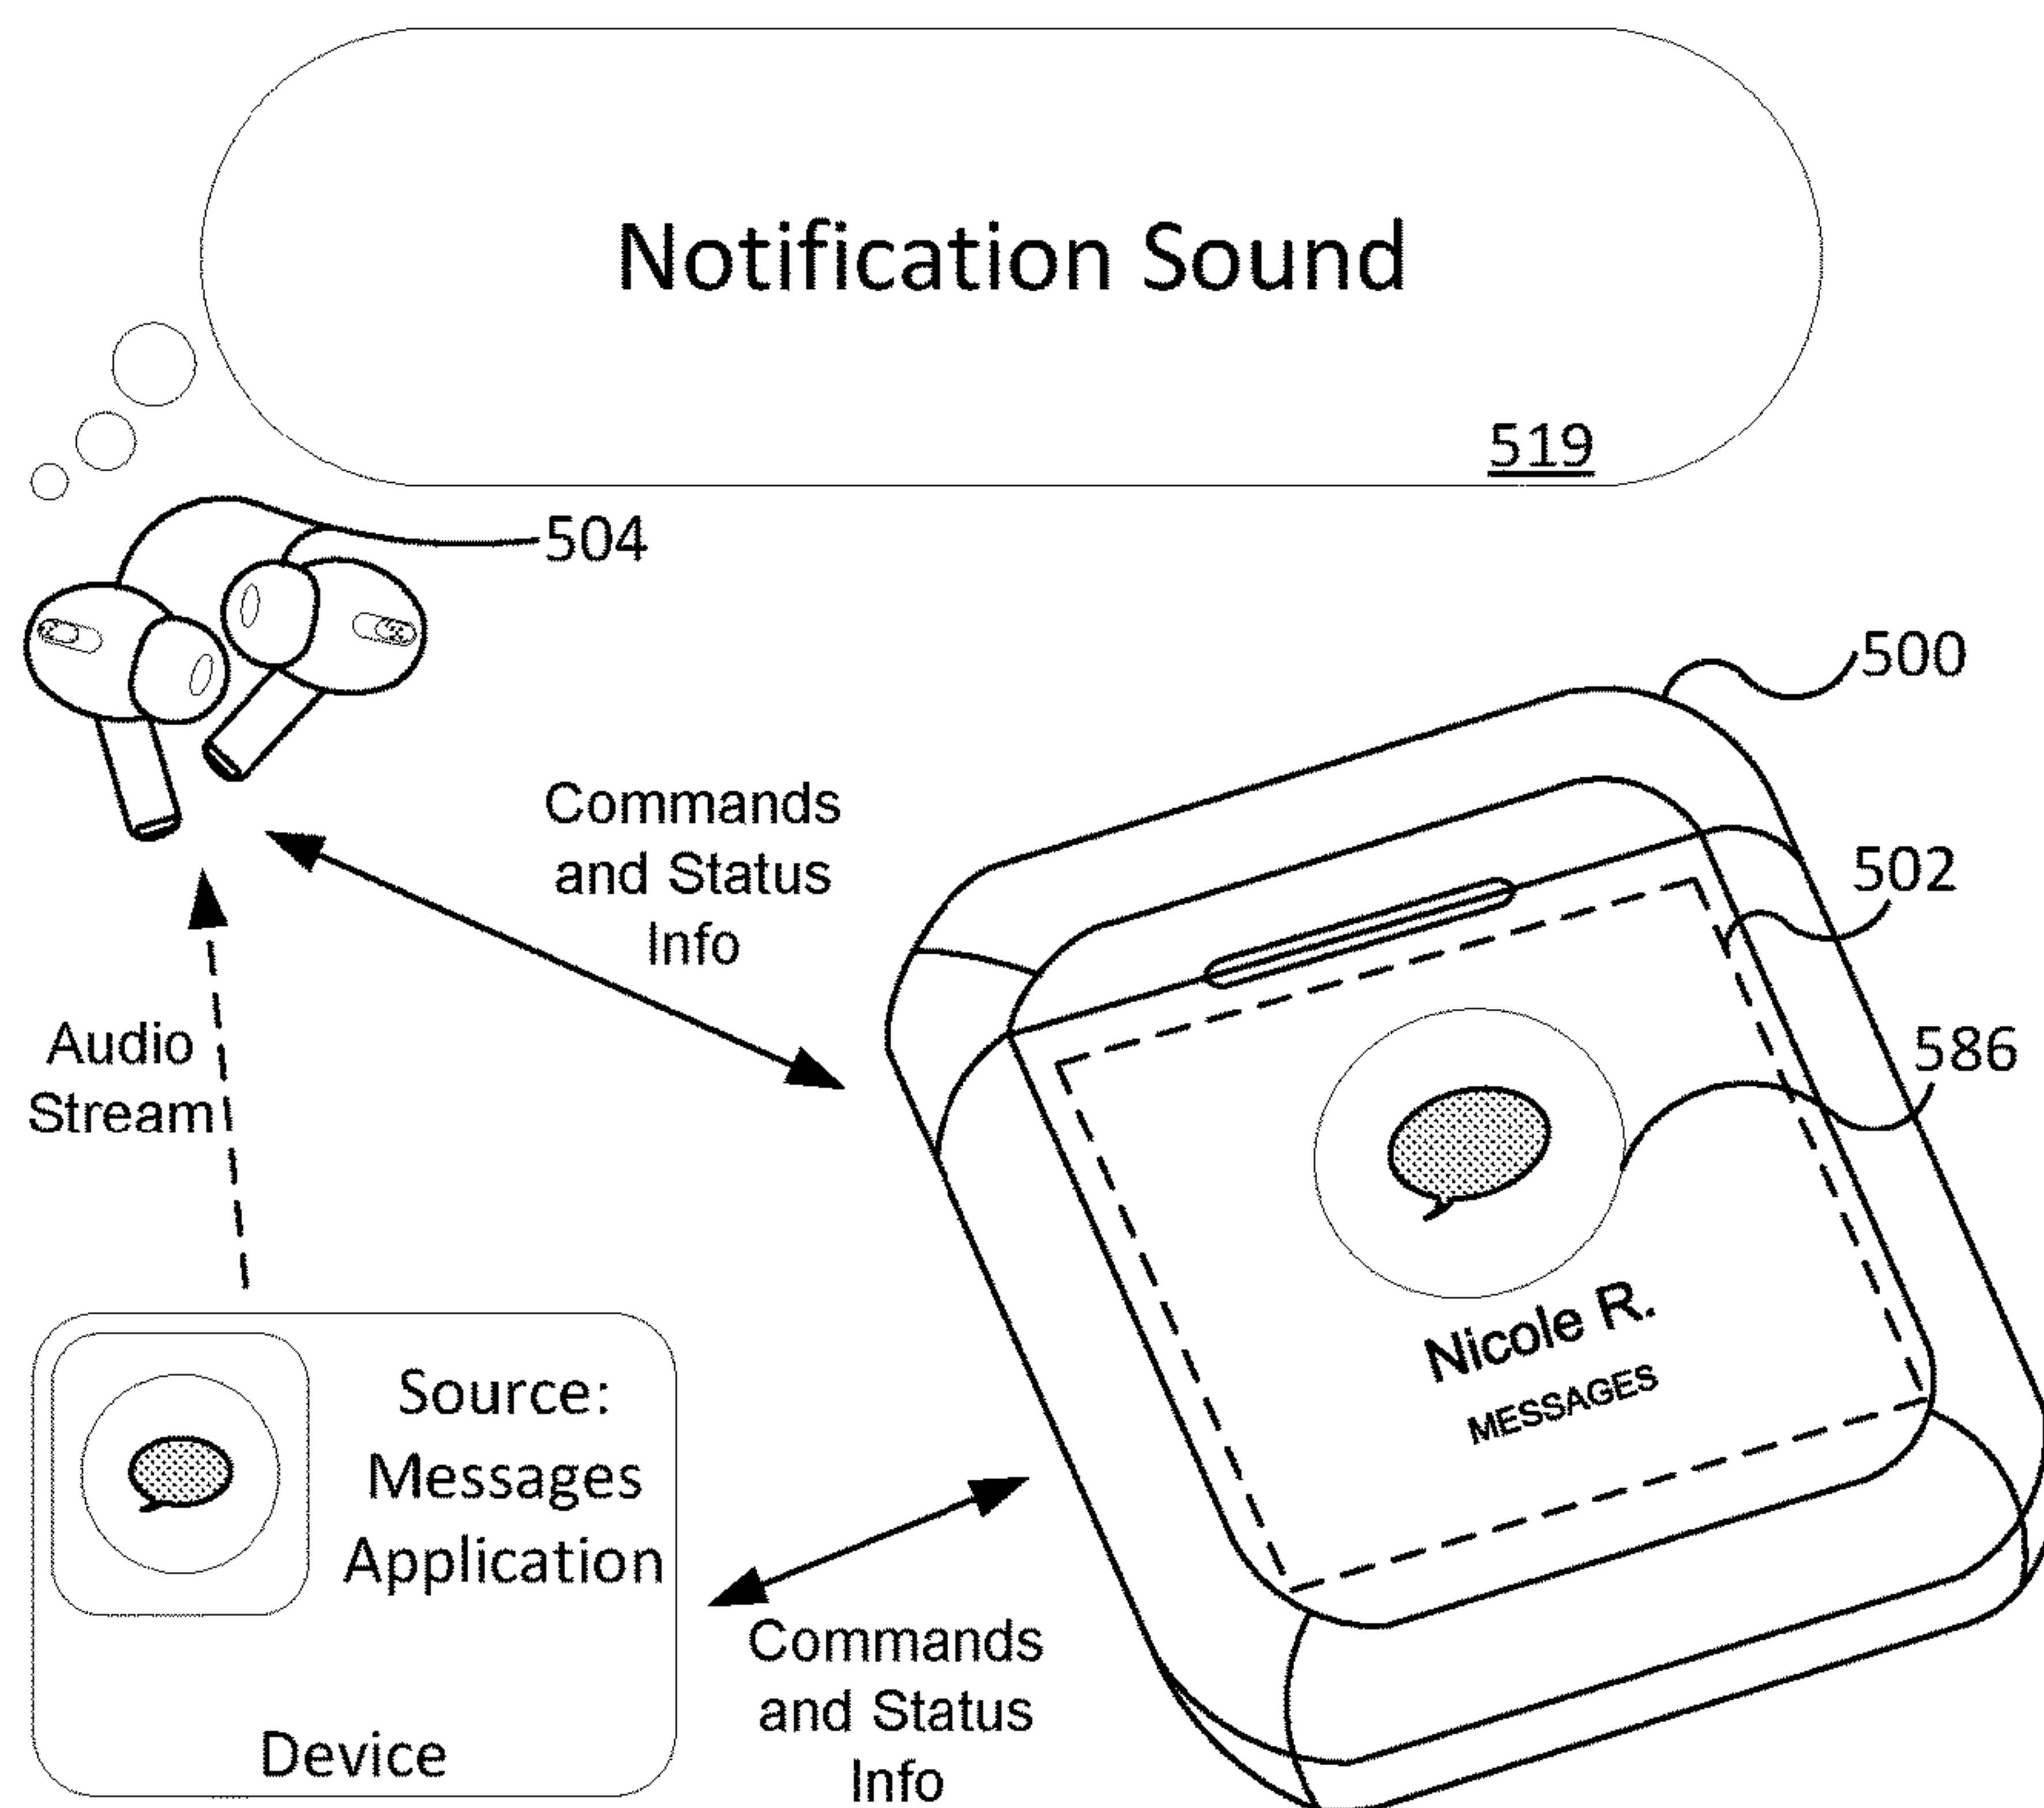 Notification Sound
519
504
500
Commands
and Status
Info
502
Audio
Stream
586
Nicole R.
MESSAGES
Source:
Messages
Application
Device
Commands
and Status
Info